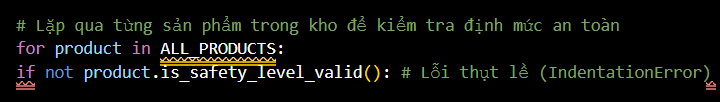 # Lặp qua từng sản phẩm trong kho để kiểm tra định mức an toàn
for product in ALL_PRODUCTS:
if not product.is_safety_level_valid(): # Lỗi thụt lề (IndentationError)